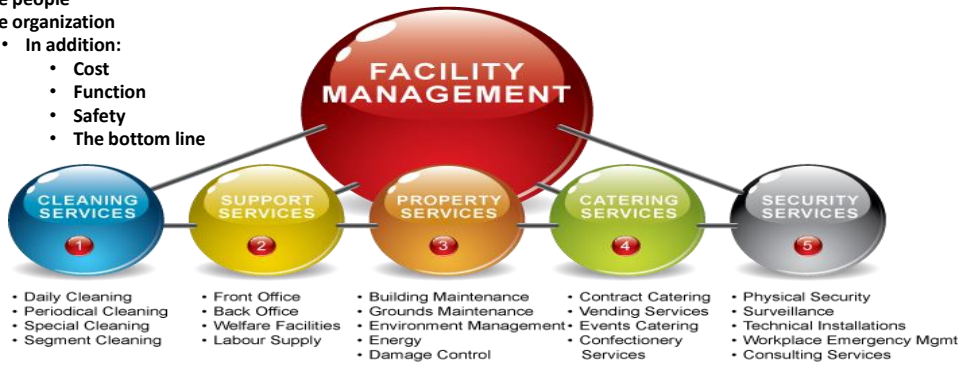 e people
e organization
• In addition:
• Cost
• Function
• Safety
• The bottom line
FACILITY
MANAGEMENT
CLEANING
SERVICES
1
SUPPORT
SERVICES
2
PROPERTY
SERVICES
3
CATERING
SERVICES
4
SECURITY
SERVICES
5
• Daily Cleaning
• Periodical Cleaning
• Special Cleaning
• Segment Cleaning
• Front Office
• Back Office
• Welfare Facilities
• Labour Supply
• Building Maintenance
• Grounds Maintenance
• Environment Management
• Energy
• Damage Control
• Contract Catering
• Vending Services
• Events Catering
• Confectionery
Services
• Physical Security
• Surveillance
• Technical Installations
• Workplace Emergency Mgmt
• Consulting Services